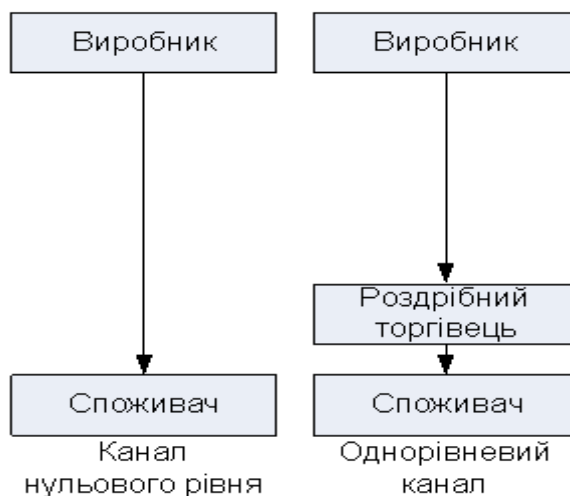 Виробник
Споживач
Канал
нульового рівня
Виробник
Роздрібний
торгівець
Споживач
Однорівневий
канал